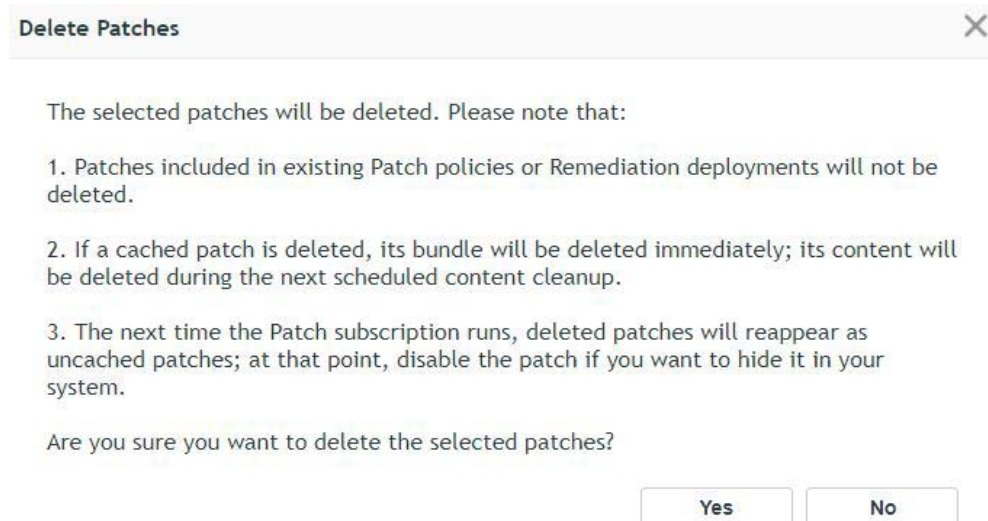 Delete Patches
The selected patches will be deleted. Please note that:
1. Patches included in existing Patch policies or Remediation deployments will not be
deleted.
2. If a cached patch is deleted, its bundle will be deleted immediately; its content will
be deleted during the next scheduled content cleanup.
3. The next time the Patch subscription runs, deleted patches will reappear as
uncached patches; at that point, disable the patch if you want to hide it in your
system.
Are you sure you want to delete the selected patches?
Yes No